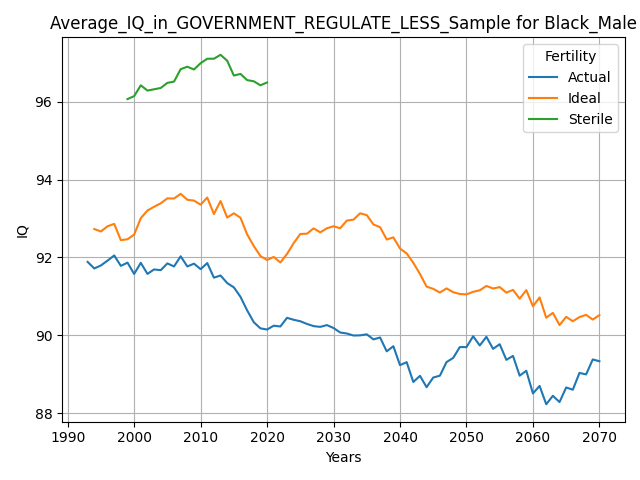 Average_IQ_in_GOVERNMENT_REGULATE_LESS_Sample for Black_Male
Fertility
Actual
Ideal
Sterile
IQ
96
94
92
90
88
1990 2000 2010 2020 2030 2040 2050 2060 2070
Years